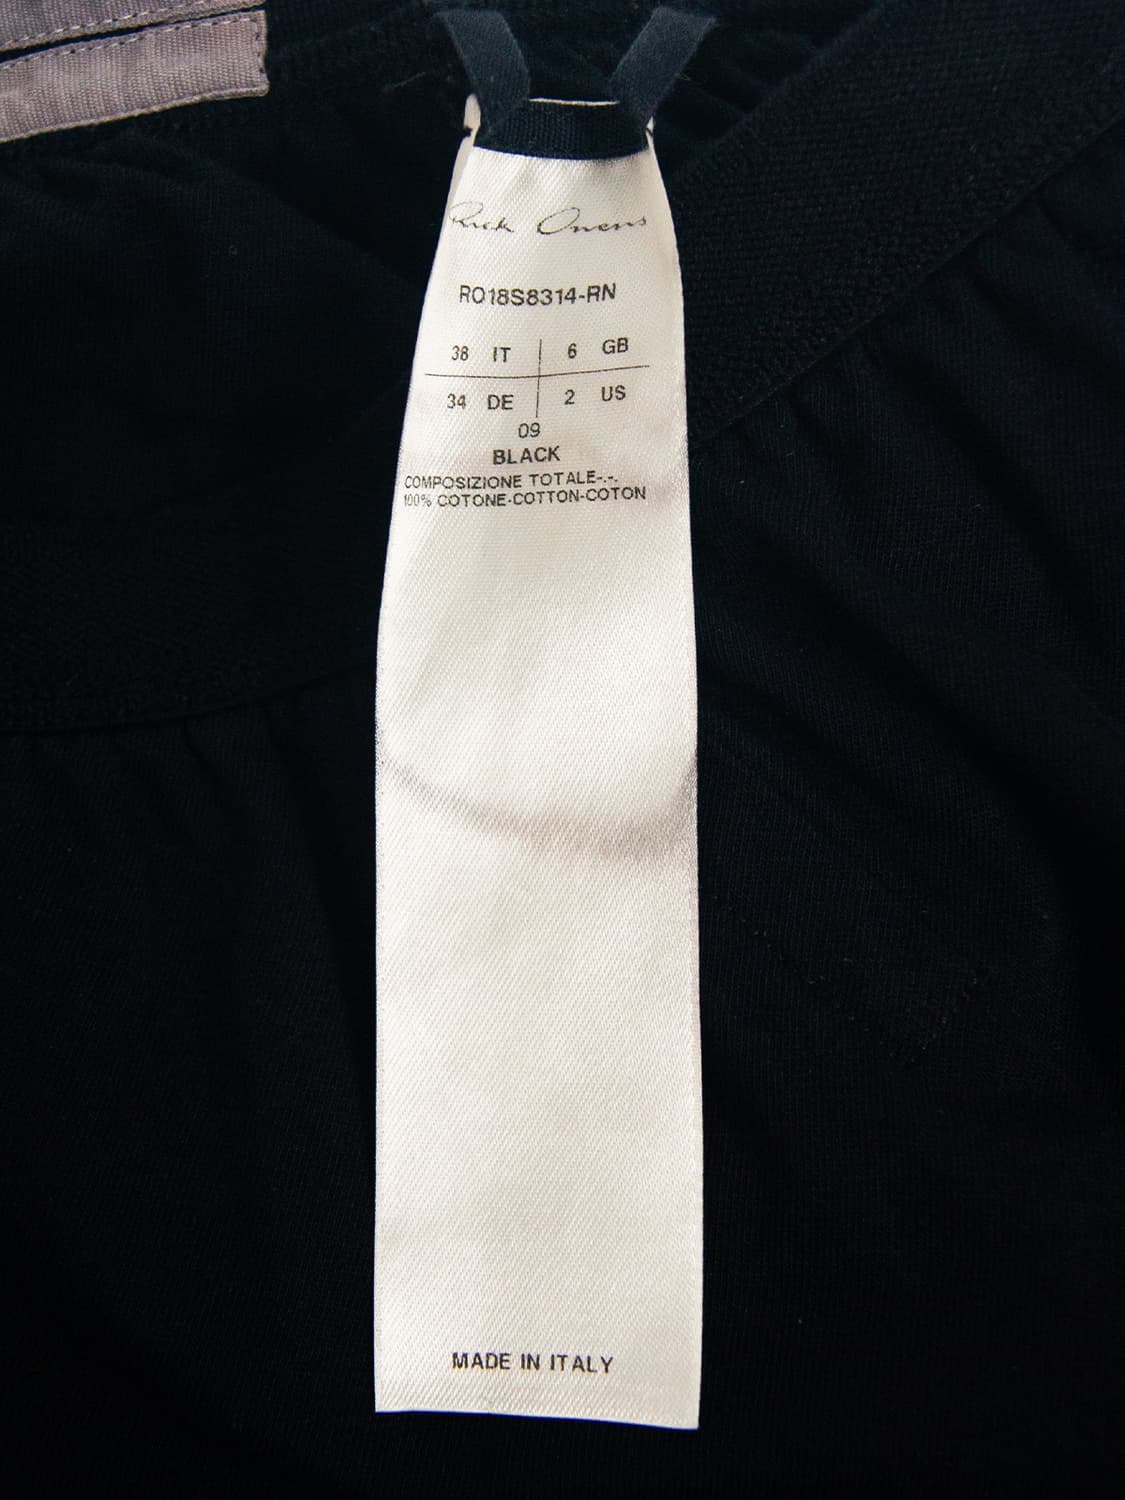 Rick Owens
RO18S8314-RN
38 IT 6 GB
34 DE 2 US
09
BLACK
COMPOSIZIONE TOTALE-.-.
100% COTONE-COTTON-COTON
MADE IN ITALY